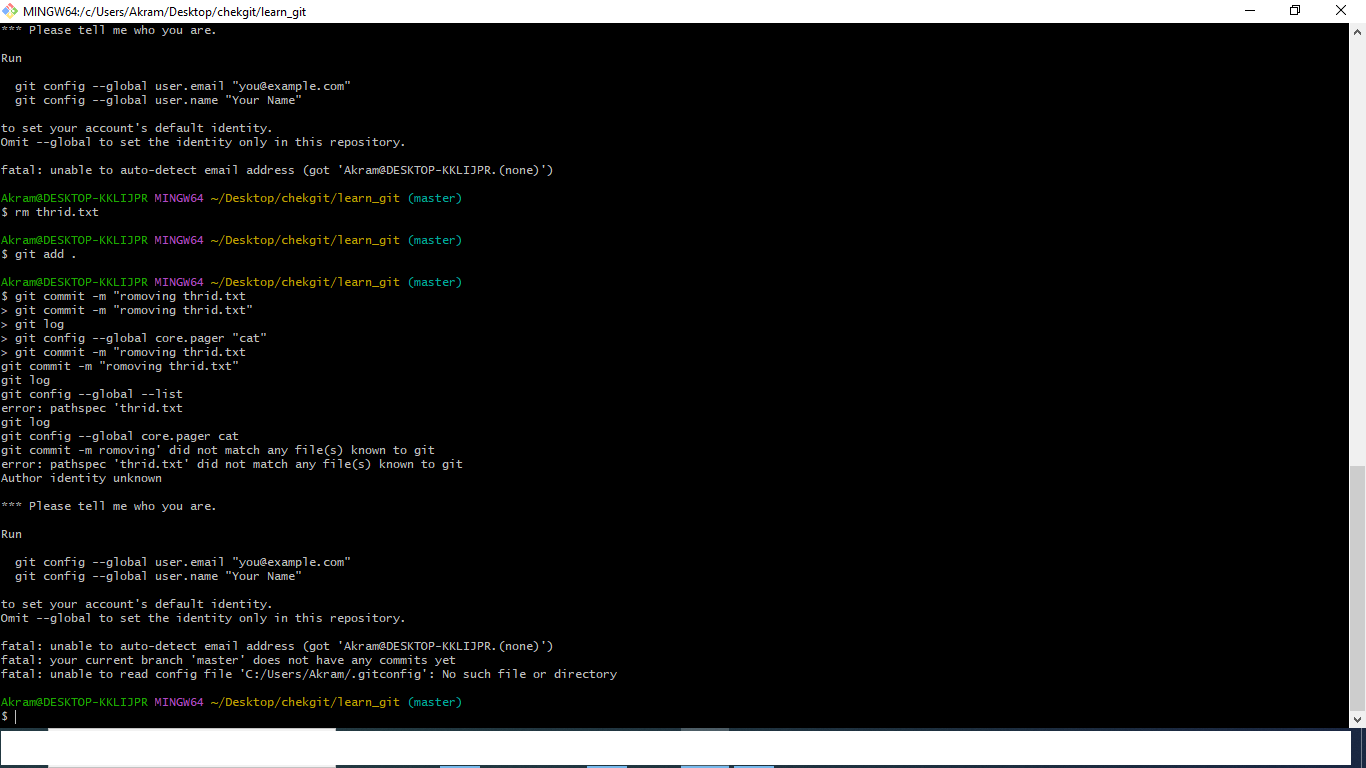 MINGW64:/c/Users/Akram/Desktop/chekgit/learn_git
*** Please tell me who you are.
Run
git config --global user.email "you@example.com"
git config --global user.name "Your Name"
to set your account's default identity.
Omit --global to set the identity only in this repository.
fatal: unable to auto-detect email address (got 'Akram@DESKTOP-KKLIJPR.(none)')
Akram@DESKTOP-KKLIJPR MINGW64 ~/Desktop/chekgit/learn_git (master)
$ rm thrid.txt
Akram@DESKTOP-KKLIJPR MINGW64 ~/Desktop/chekgit/learn_git (master)
$ git add .
Akram@DESKTOP-KKLIJPR MINGW64 ~/Desktop/chekgit/learn_git (master)
$ git commit -m "romoving thrid.txt
> git commit -m "romoving thrid.txt"
> git log
> git config --global core.pager "cat"
> git commit -m "romoving thrid.txt
git commit -m "romoving thrid.txt"
git log
git config --global --list
error: pathspec 'thrid.txt
git log
git config --global core.pager cat
git commit -m romoving' did not match any file(s) known to git
error: pathspec 'thrid.txt' did not match any file(s) known to git
Author identity unknown
*** Please tell me who you are.
Run
git config --global user.email "you@example.com"
git config --global user.name "Your Name"
to set your account's default identity.
Omit --global to set the identity only in this repository.
fatal: unable to auto-detect email address (got 'Akram@DESKTOP-KKLIJPR.(none)')
fatal: your current branch 'master' does not have any commits yet
fatal: unable to read config file 'C:/Users/Akram/.gitconfig': No such file or directory
Akram@DESKTOP-KKLIJPR MINGW64 ~/Desktop/chekgit/learn_git (master)
$